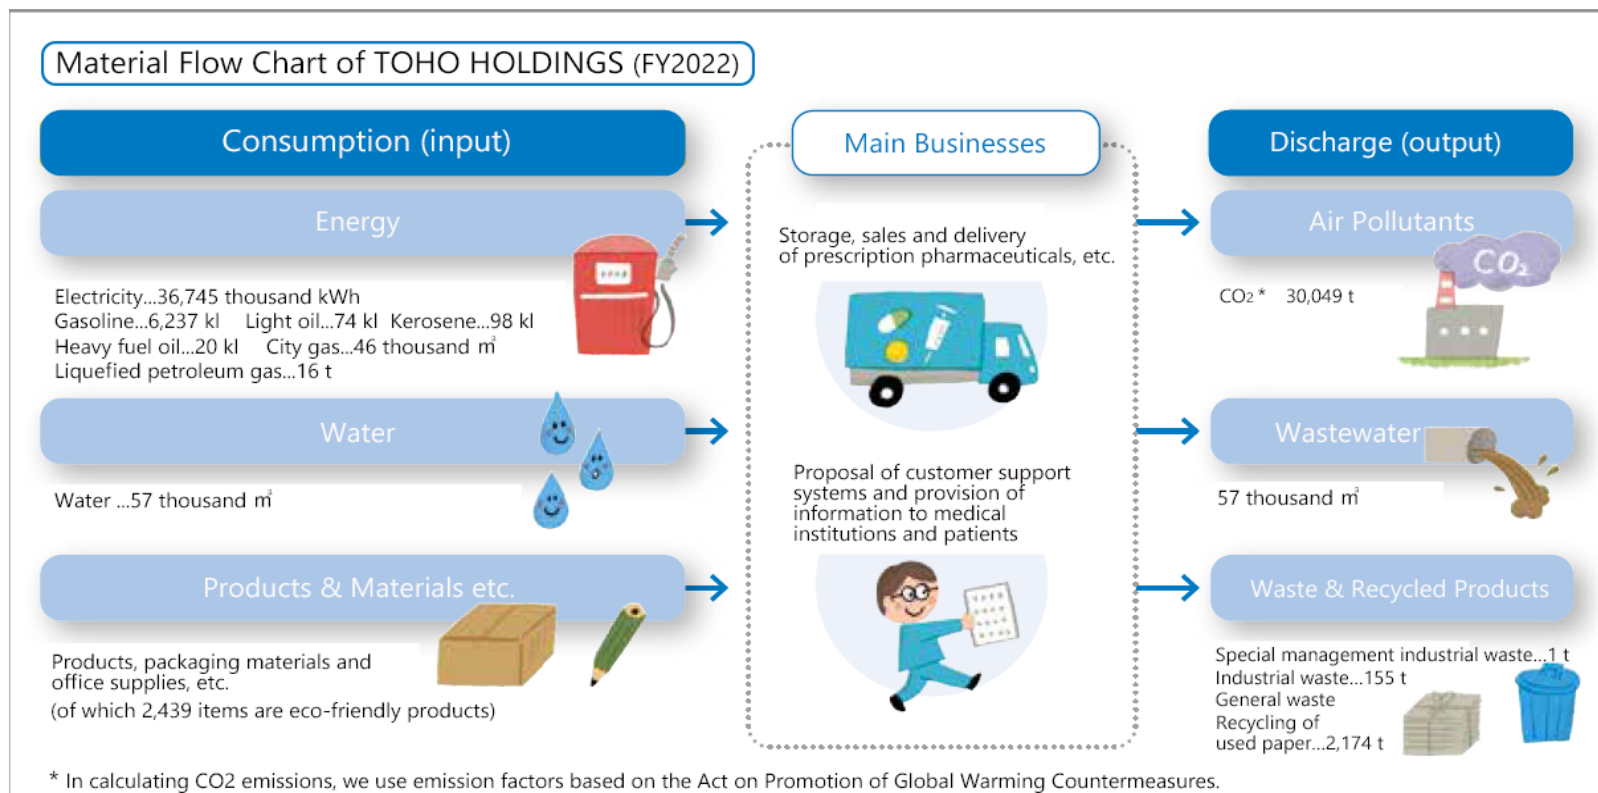 Material Flow Chart of TOHO HOLDINGS (FY2022)
Consumption (input)
Energy
Electricity...36,745 thousand kWh
Gasoline...6,237 kl Light oil...74 kl Kerosene...98 kl
Heavy fuel oil...20 kl City gas...46 thousand ㎥
Liquefied petroleum gas...16 t
Water
Water ...57 thousand ㎥
Products & Materials etc.
Products, packaging materials and
office supplies, etc.
(of which 2,439 items are eco-friendly products)
Main Businesses
Storage, sales and delivery
of prescription pharmaceuticals, etc.
Proposal of customer support
systems and provision of
information to medical
institutions and patients
Discharge (output)
Air Pollutants
CO₂
CO₂ * 30,049 t
Wastewater
57 thousand ㎥
Waste & Recycled Products
Special management industrial waste...1 t
Industrial waste...155 t
General waste
Recycling of
used paper...2,174 t
* In calculating CO2 emissions, we use emission factors based on the Act on Promotion of Global Warming Countermeasures.